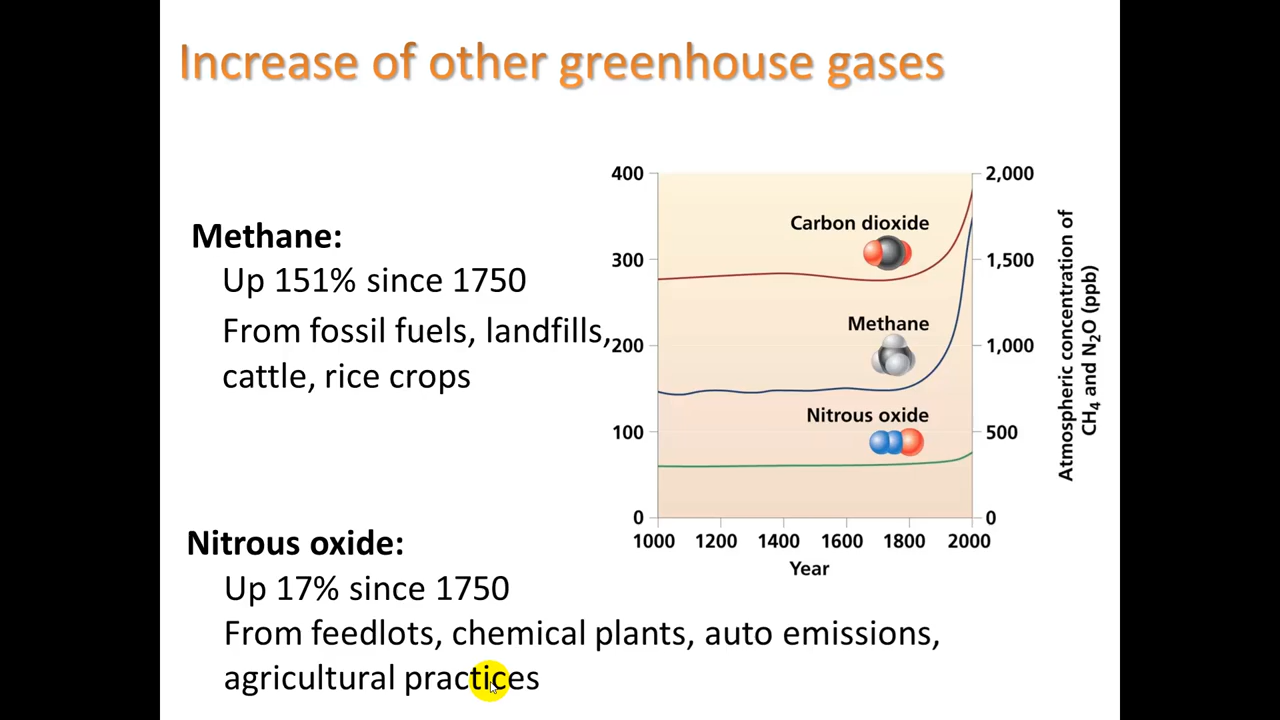 Increase of other greenhouse gases
Methane:
Up 151% since 1750
From fossil fuels, landfills,
cattle, rice crops
Nitrous oxide:
Up 17% since 1750
From feedlots, chemical plants, auto emissions,
agricultural practices
400
300
200
100
0
Carbon dioxide
Methane
Nitrous oxide
2,000
1,500
1,000
500
0
Atmospheric concentration of
CH₄ and N₂O (ppb)
1000 1200 1400 1600 1800 2000
Year